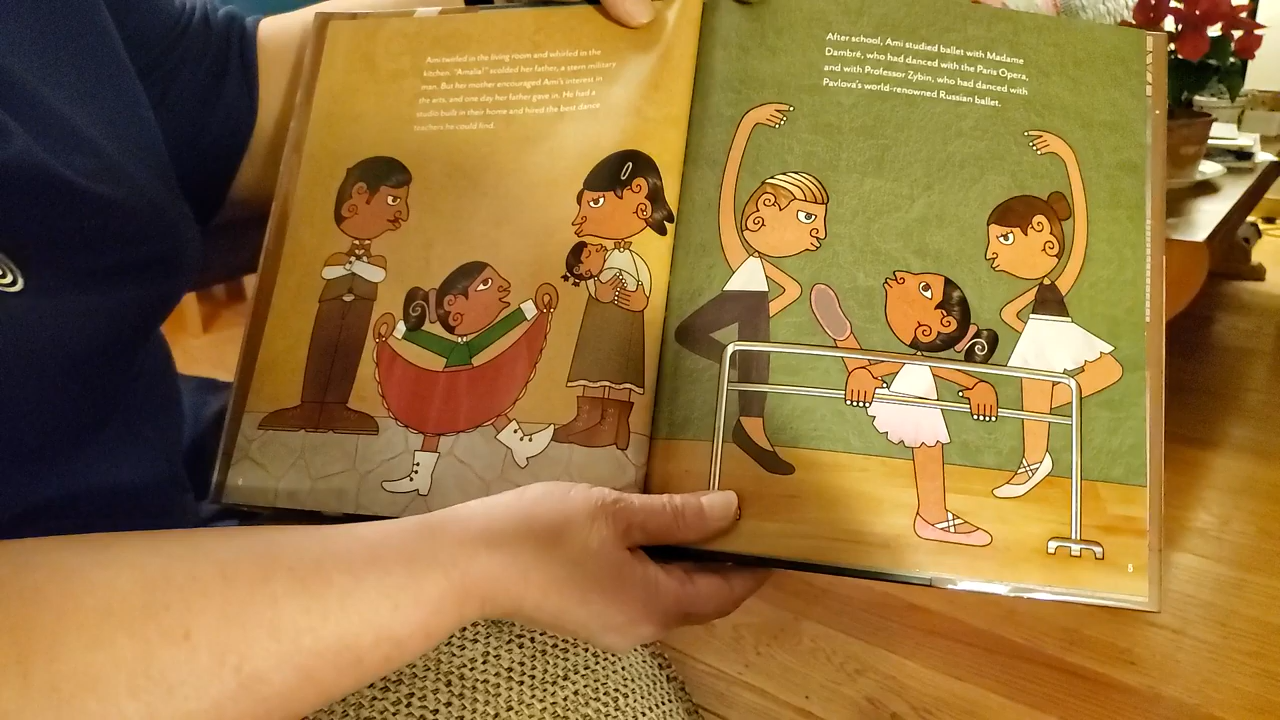 Ami twirled in the living room and whirled in the
kitchen. "Amalia!" scolded her father, a stern military
man. But her mother encouraged Ami's interest in
the arts, and one day her father gave in. He had a
studio built in their home and hired the best dance
teachers he could find.
After school, Ami studied ballet with Madame
Dambré, who had danced with the Paris Opera,
and with Professor Zybin, who had danced with
Pavlova's world-renowned Russian ballet.
5